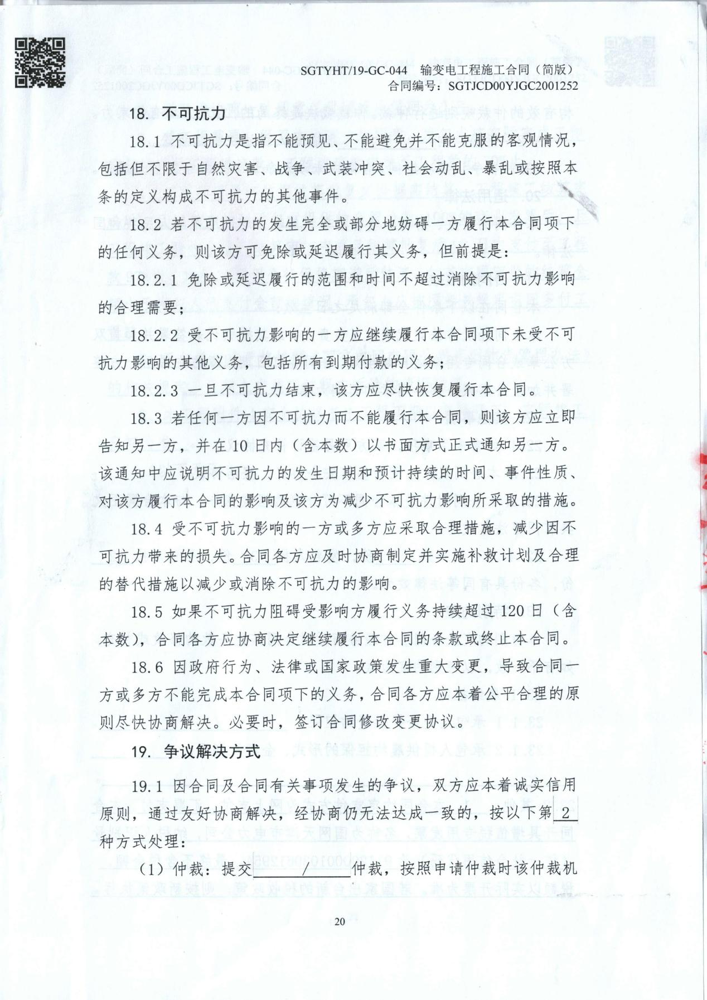 SGTYHT/19-GC-044 输变电工程施工合同（简版）
合同编号：SGTJCD00YJGC2001252
18. 不可抗力
18.1 不可抗力是指不能预见、不能避免并不能克服的客观情况，
包括但不限于自然灾害、战争、武装冲突、社会动乱、暴乱或按照本
条的定义构成不可抗力的其他事件。
18.2 若不可抗力的发生完全或部分地妨碍一方履行本合同项下
的任何义务，则该方可免除或延迟履行其义务，但前提是：
18.2.1 免除或延迟履行的范围和时间不超过消除不可抗力影响
的合理需要；
18.2.2 受不可抗力影响的一方应继续履行本合同项下未受不可
抗力影响的其他义务，包括所有到期付款的义务；
18.2.3 一旦不可抗力结束，该方应尽快恢复履行本合同。
18.3 若任何一方因不可抗力而不能履行本合同，则该方应立即
告知另一方，并在 10 日内（含本数）以书面方式正式通知另一方。
该通知中应说明不可抗力的发生日期和预计持续的时间、事件性质、
对该方履行本合同的影响及该方为减少不可抗力影响所采取的措施。
18.4 受不可抗力影响的一方或多方应采取合理措施，减少因不
可抗力带来的损失。合同各方应及时协商制定并实施补救计划及合理
的替代措施以减少或消除不可抗力的影响。
18.5 如果不可抗力阻碍受影响方履行义务持续超过 120 日（含
本数），合同各方应协商决定继续履行本合同的条款或终止本合同。
18.6 因政府行为、法律或国家政策发生重大变更，导致合同一
方或多方不能完成本合同项下的义务，合同各方应本着公平合理的原
则尽快协商解决。必要时，签订合同修改变更协议。
19. 争议解决方式
19.1 因合同及合同有关事项发生的争议，双方应本着诚实信用
原则，通过友好协商解决，经协商仍无法达成一致的，按以下第 2
种方式处理：
（1）仲裁：提交 / 仲裁，按照申请仲裁时该仲裁机
20